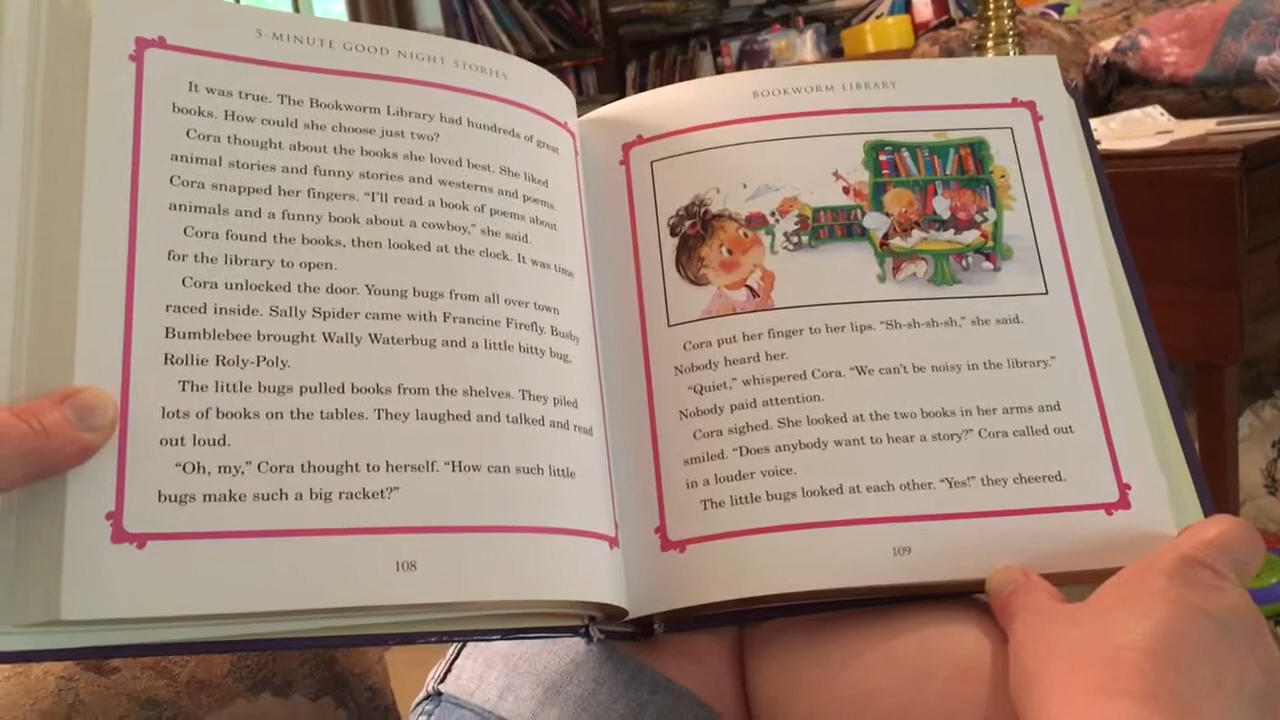 5-MINUTE GOOD NIGHT STORIES
It was true. The Bookworm Library had hundreds of great
books. How could she choose just two?
Cora thought about the books she loved best. She liked
animal stories and funny stories and westerns and poems.
Cora snapped her fingers. “I'll read a book of poems about
animals and a funny book about a cowboy,” she said.
Cora found the books, then looked at the clock. It was time
for the library to open.
Cora unlocked the door. Young bugs from all over town
raced inside. Sally Spider came with Francine Firefly. Busby
Bumblebee brought Wally Waterbug and a little bitty bug,
Rollie Roly-Poly.
The little bugs pulled books from the shelves. They piled
lots of books on the tables. They laughed and talked and read
out loud.
“Oh, my,” Cora thought to herself. “How can such little
bugs make such a big racket?”
108
BOOKWORM LIBRARY
Cora put her finger to her lips. “Sh-sh-sh-sh,” she said.
Nobody heard her.
“Quiet,” whispered Cora. “We can't be noisy in the library.”
Nobody paid attention.
Cora sighed. She looked at the two books in her arms and
smiled. “Does anybody want to hear a story?” Cora called out
in a louder voice.
The little bugs looked at each other. “Yes!” they cheered.
109